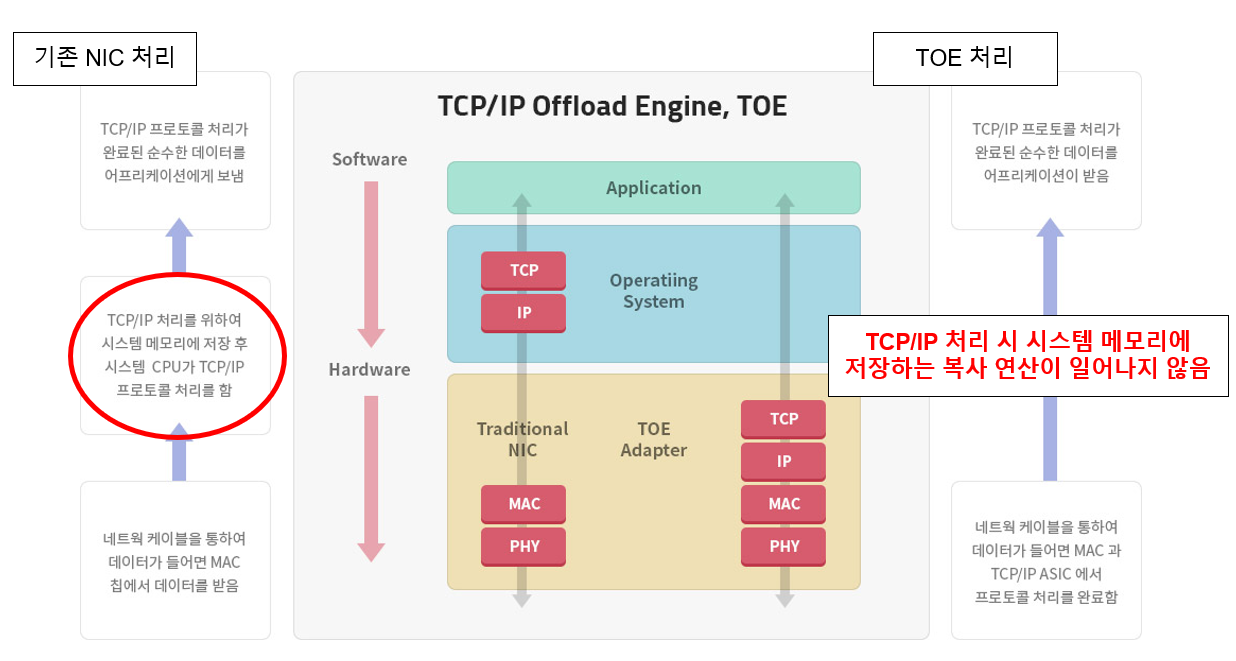 기존 NIC 처리
TCP/IP 프로토콜 처리가
완료된 순수한 데이터를
어프리케이션에게 보냄
TCP/IP 처리를 위하여
시스템 메모리에 저장 후
시스템 CPU가 TCP/IP
프로토콜 처리를 함
네트웍 케이블을 통하여
데이터가 들어면 MAC
칩에서 데이터를 받음
TCP/IP Offload Engine, TOE
Software
Hardware
Application
TCP
IP
Operatiing
System
Traditional
NIC
MAC
PHY
TOE
Adapter
TCP
IP
MAC
PHY
TOE 처리
TCP/IP 프로토콜 처리가
완료된 순수한 데이터를
어프리케이션이 받음
TCP/IP 처리 시 시스템 메모리에
저장하는 복사 연산이 일어나지 않음
네트웍 케이블을 통하여
데이터가 들어면 MAC 과
TCP/IP ASIC 에서
프로토콜 처리를 완료함